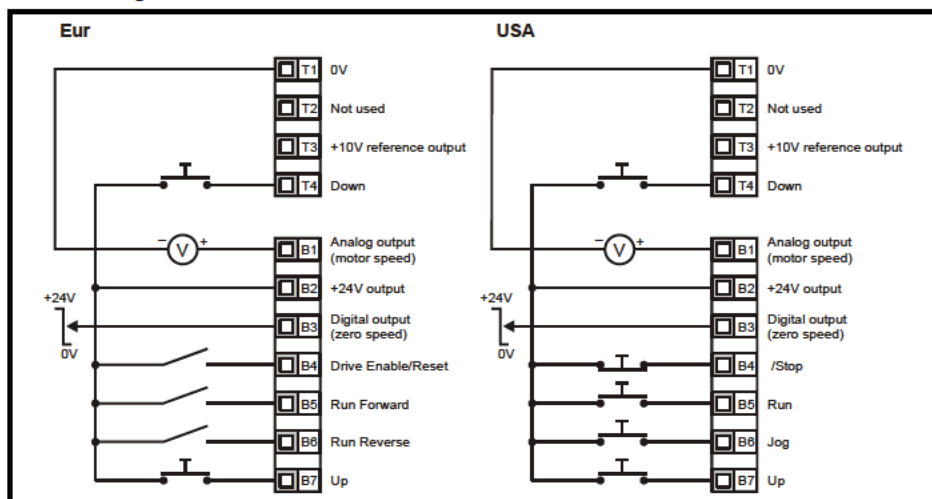 Eur
T1 0V
T2 Not used
T3 +10V reference output
T4 Down
− V +
B1 Analog output
(motor speed)
B2 +24V output
+24V
B3 Digital output
(zero speed)
0V
B4 Drive Enable/Reset
B5 Run Forward
B6 Run Reverse
B7 Up
USA
T1 0V
T2 Not used
T3 +10V reference output
T4 Down
− V +
B1 Analog output
(motor speed)
B2 +24V output
+24V
B3 Digital output
(zero speed)
0V
B4 /Stop
B5 Run
B6 Jog
B7 Up